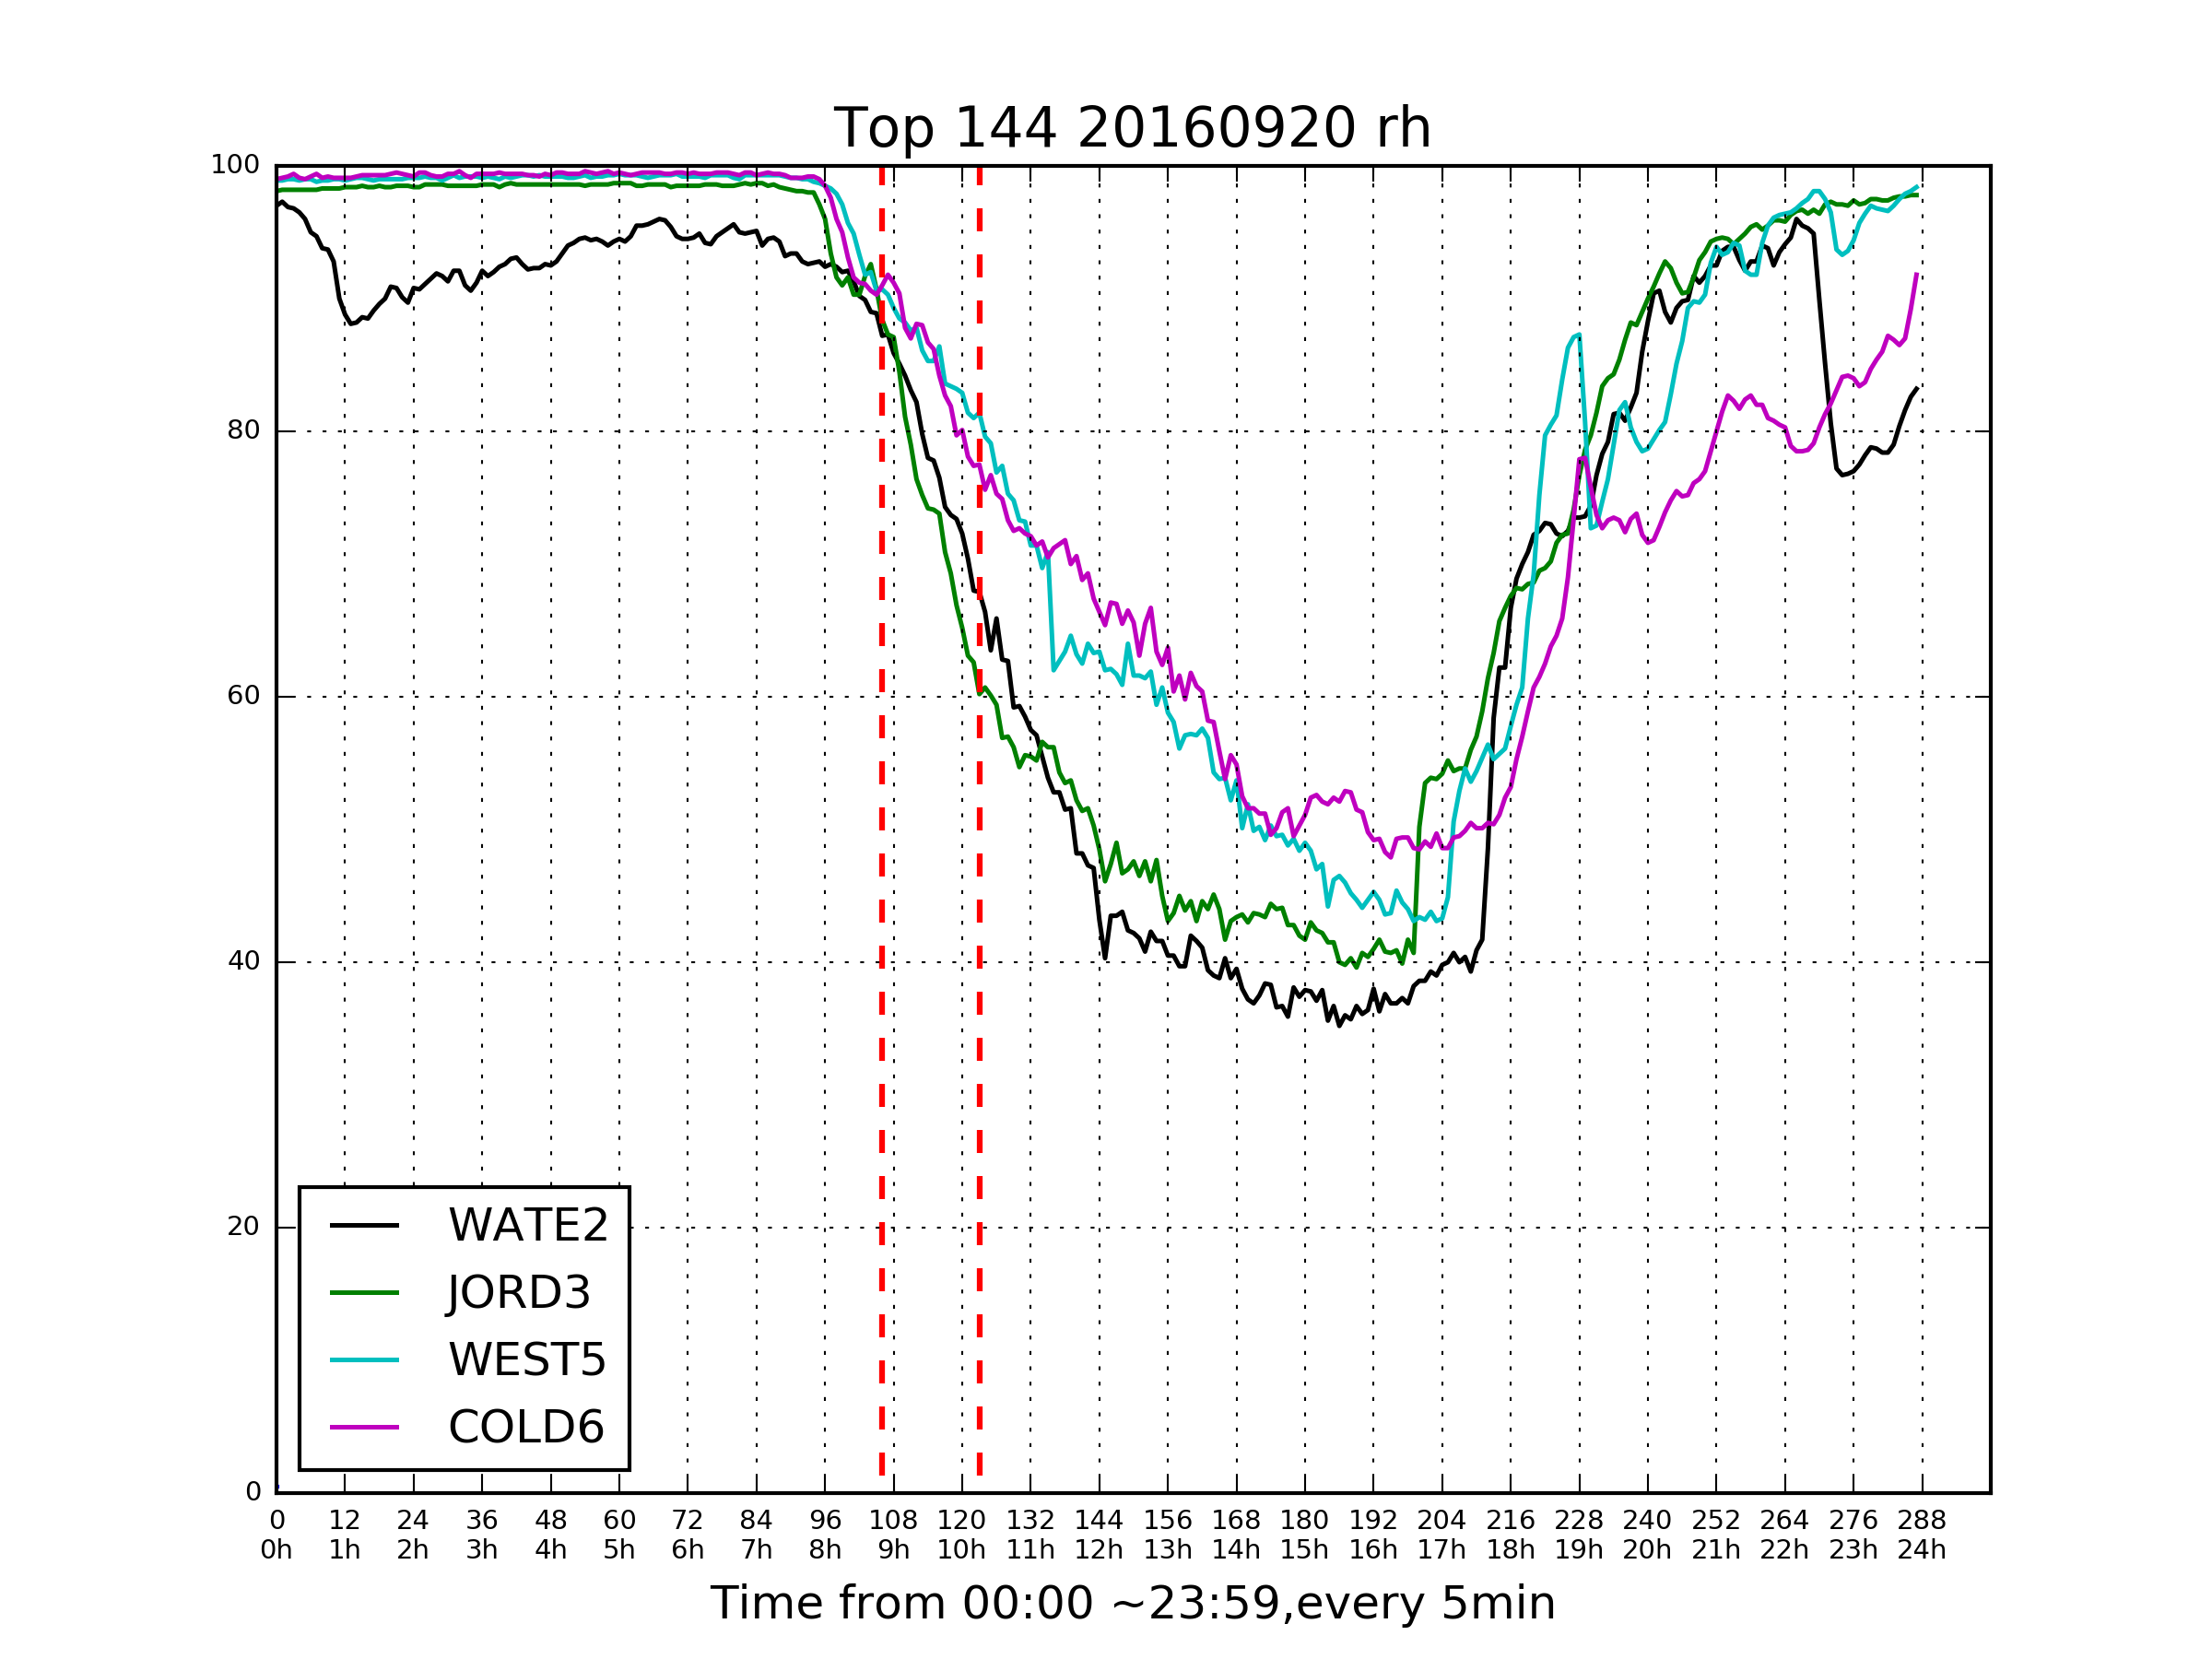 Top 144 20160920 rh
100
80
60
40
20
0
WATE2
JORD3
WEST5
COLD6
0 12 24 36 48 60 72 84 96 108 120 132 144 156 168 180 192 204 216 228 240 252 264 276 288
0h 1h 2h 3h 4h 5h 6h 7h 8h 9h 10h 11h 12h 13h 14h 15h 16h 17h 18h 19h 20h 21h 22h 23h 24h
Time from 00:00 ~23:59,every 5min